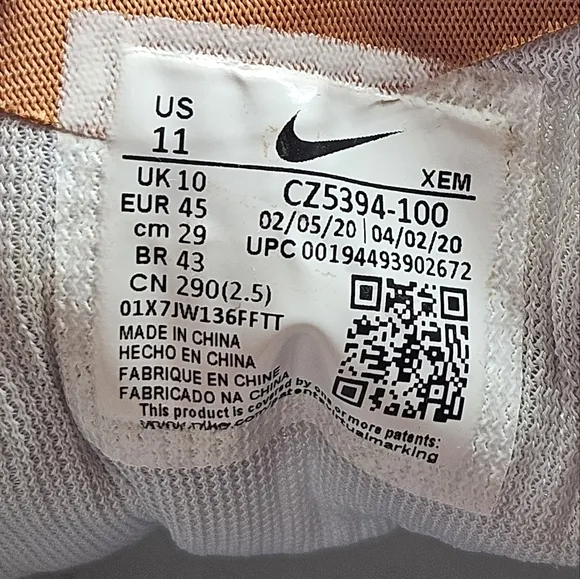 US
11
XEM
UK 10
EUR 45
cm 29
BR 43
CN 290(2.5)
CZ5394-100
02/05/20 | 04/02/20
UPC 00194493902672
01X7JW136FFTT
MADE IN CHINA
HECHO EN CHINA
FABRIQUE EN CHINE
FABRICADO NA CHINA
This product is covered by one or more patents: